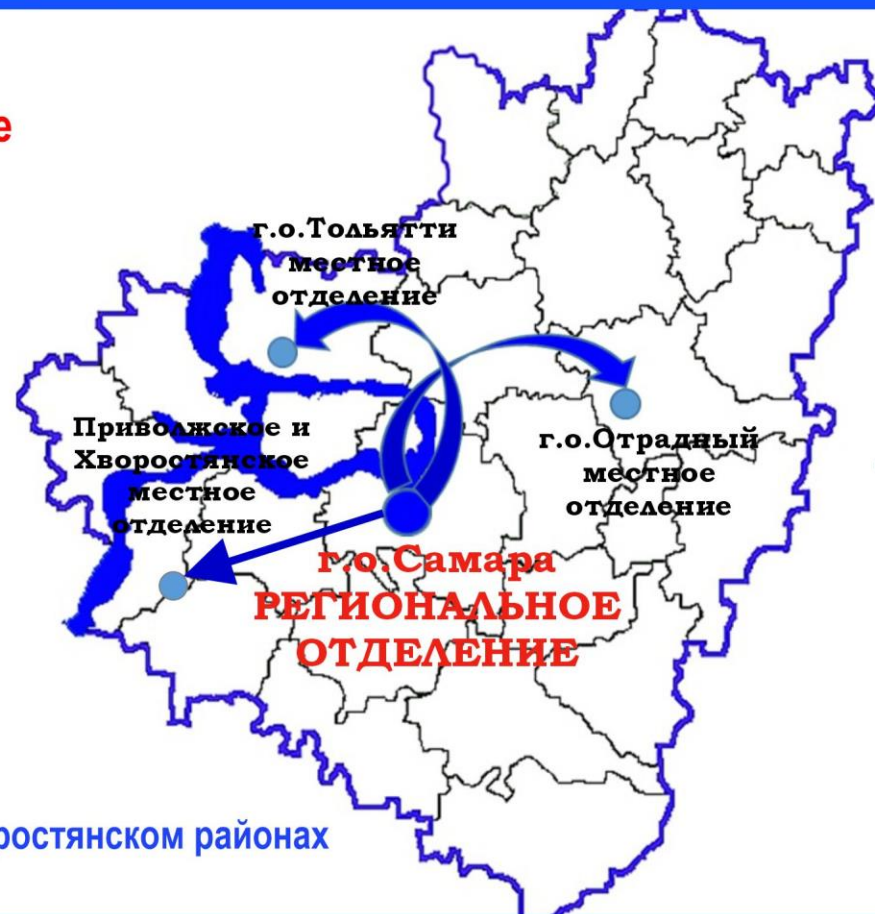 е
г.о.Тольятти
местное
отделение
Приволжское и
Хворостянское
местное
отделение
г.о.Отрадный
местное
отделение
г.о.Самара
РЕГИОНАЛЬНОЕ
ОТДЕЛЕНИЕ
ростянском районах